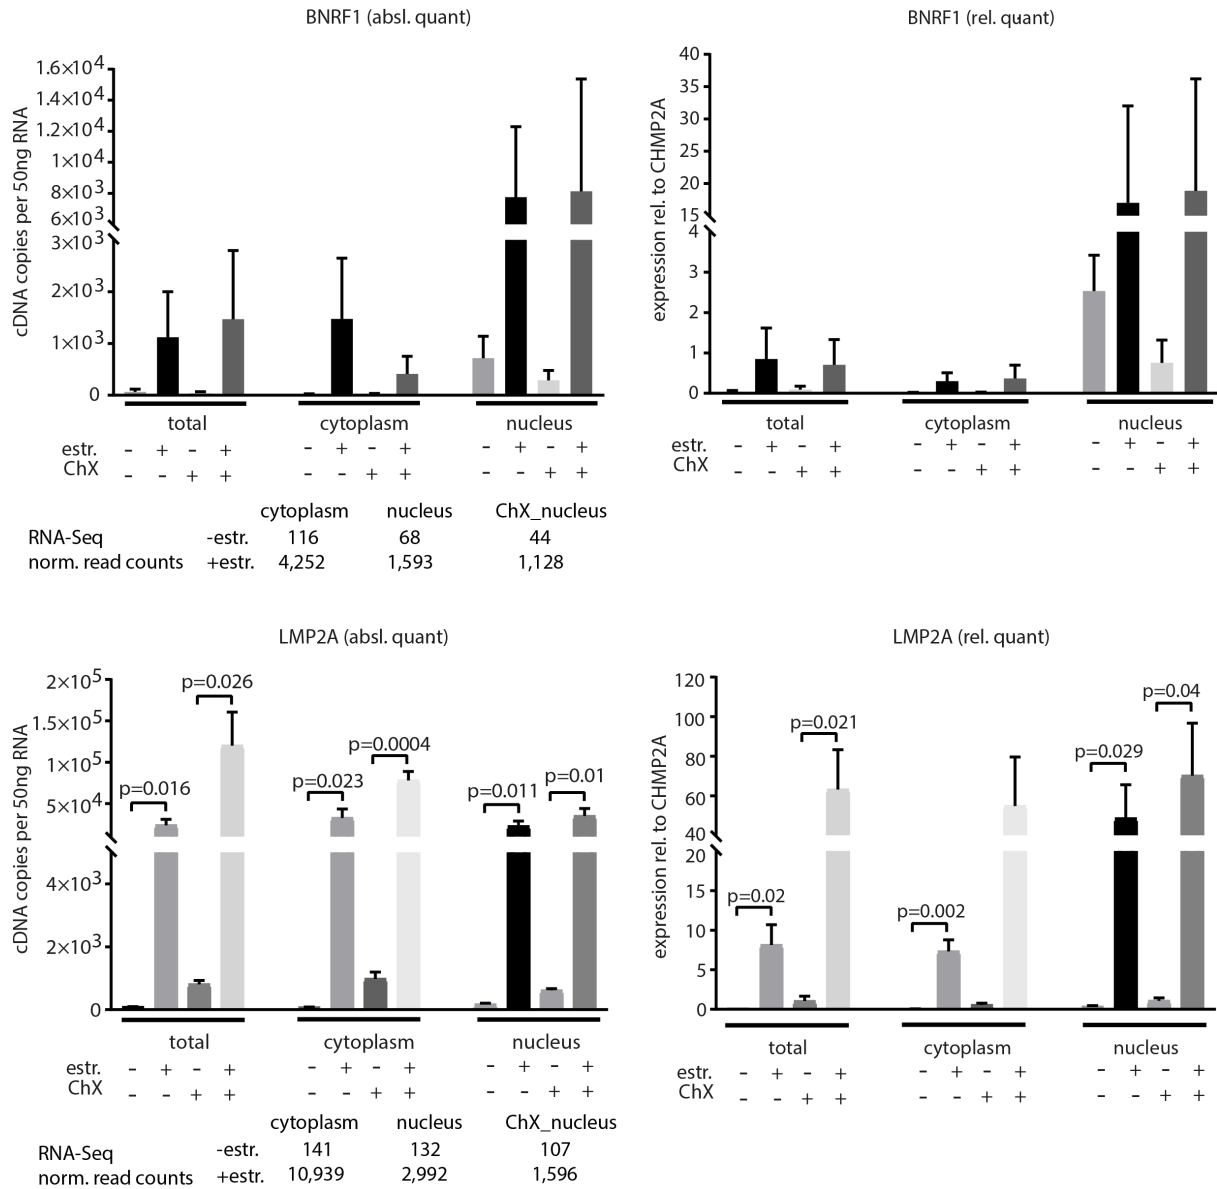 BNRF1 (absl. quant)
cDNA copies per 50ng RNA
1.6×10⁴
1.4×10⁴
1.2×10⁴
1×10⁴
8×10³
6×10³
3×10³
2×10³
1×10³
0
total cytoplasm nucleus
estr. - + - + - + - + - + - +
ChX - - + + - - + + - - + +
cytoplasm nucleus ChX_nucleus
RNA-Seq -estr. 116 68 44
norm. read counts +estr. 4,252 1,593 1,128
BNRF1 (rel. quant)
expression rel. to CHMP2A
40
35
30
25
20
15
4
3
2
1
0
total cytoplasm nucleus
estr. - + - + - + - + - + - +
ChX - - + + - - + + - - + +
LMP2A (absl. quant)
cDNA copies per 50ng RNA
2×10⁵
1.5×10⁵
1×10⁵
5×10⁴
4×10³
2×10³
0
p=0.016 p=0.026 p=0.023 p=0.0004 p=0.011 p=0.01
total cytoplasm nucleus
estr. - + - + - + - + - + - +
ChX - - + + - - + + - - + +
cytoplasm nucleus ChX_nucleus
RNA-Seq -estr. 141 132 107
norm. read counts +estr. 10,939 2,992 1,596
LMP2A (rel. quant)
expression rel. to CHMP2A
120
100
80
60
40
20
15
10
5
0
p=0.02 p=0.021 p=0.002 p=0.029 p=0.04
total cytoplasm nucleus
estr. - + - + - + - + - + - +
ChX - - + + - - + + - - + +